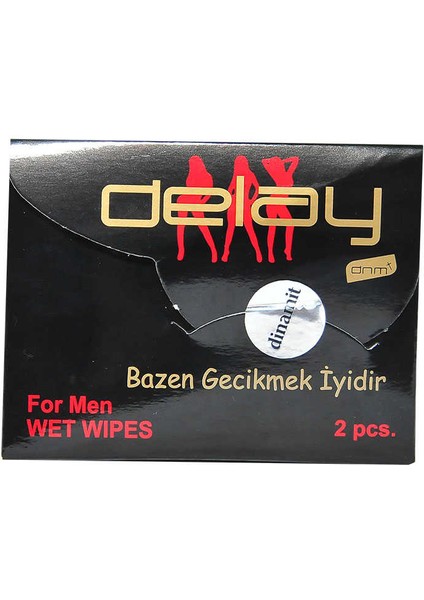 delay
dnm+
dinamit
Bazen Gecikmek İyidir
For Men
WET WIPES
2 pcs.